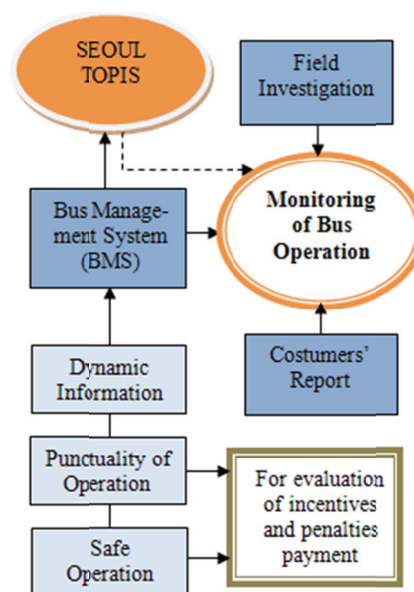 SEOUL
TOPIS
Field
Investigation
Bus Manage-
ment System
(BMS)
Monitoring
of Bus
Operation
Dynamic
Information
Costumers'
Report
Punctuality of
Operation
For evaluation
of incentives
and penalties
payment
Safe
Operation